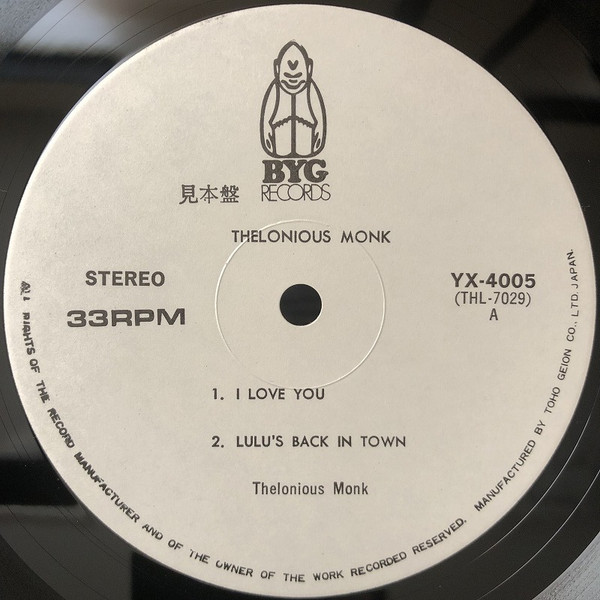 BYG
RECORDS
見本盤
THELONIOUS MONK
STEREO
33RPM
YX-4005
(THL-7029)
A
1. I LOVE YOU
2. LULU'S BACK IN TOWN
Thelonious Monk
ALL RIGHTS OF THE RECORD MANUFACTURER AND OF THE OWNER OF THE WORK RECORDED RESERVED. MANUFACTURED BY TOHO GEION CO., LTD. JAPAN.